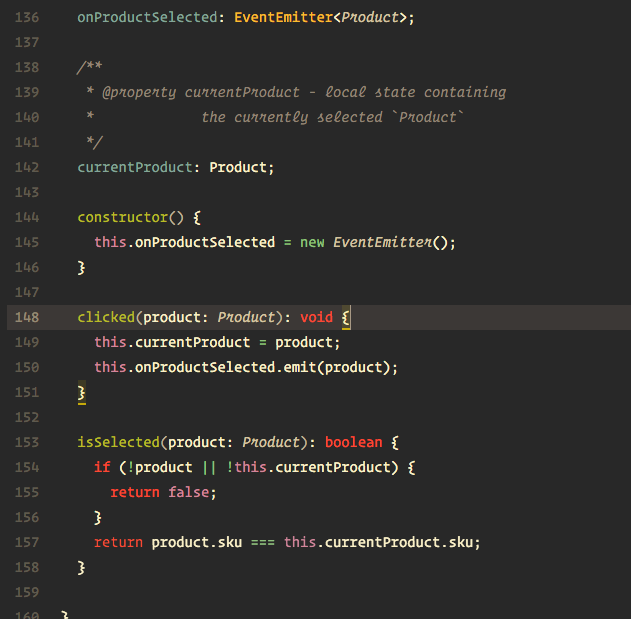 136 onProductSelected: EventEmitter<Product>;
137
138 /**
139 * @property currentProduct - local state containing
140 * the currently selected `Product`
141 */
142 currentProduct: Product;
143
144 constructor() {
145 this.onProductSelected = new EventEmitter();
146 }
147
148 clicked(product: Product): void {
149 this.currentProduct = product;
150 this.onProductSelected.emit(product);
151 }
152
153 isSelected(product: Product): boolean {
154 if (!product || !this.currentProduct) {
155 return false;
156 }
157 return product.sku === this.currentProduct.sku;
158 }
159
160 }